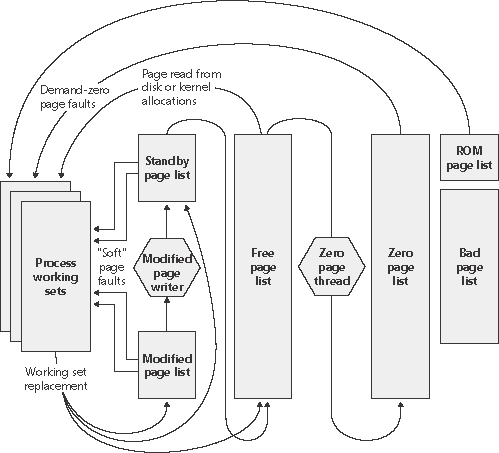 Demand-zero
page faults
Page read from
disk or kernel
allocations
Standby
page list
ROM
page list
Process
working
sets
"Soft"
page
faults
Modified
page
writer
Free
page
list
Zero
page
thread
Zero
page
list
Bad
page
list
Modified
page list
Working set
replacement